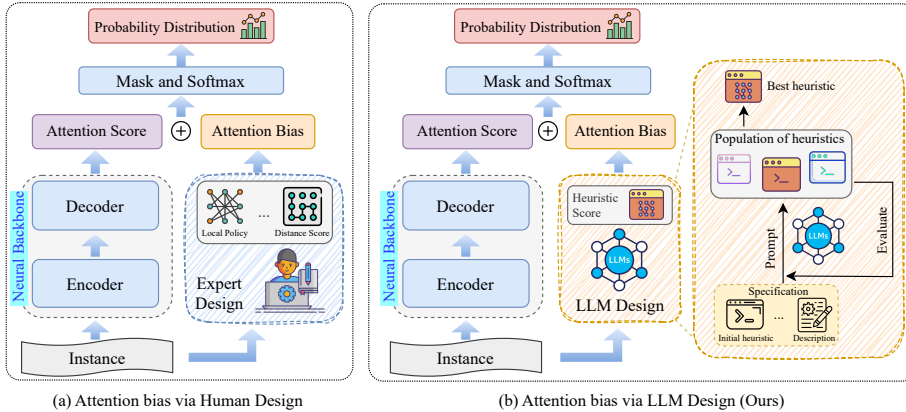 Probability Distribution
Mask and Softmax
Attention Score
+
Attention Bias
Neural Backbone
Decoder
Encoder
Local Policy
...
Distance Score
Expert
Design
Instance
(a) Attention bias via Human Design
Probability Distribution
Mask and Softmax
Attention Score
+
Attention Bias
Neural Backbone
Decoder
Encoder
Heuristic
Score
LLMs
LLM Design
Instance
Best heuristic
Population of heuristics
>_
>_
>_
Prompt
LLMs
Evaluate
Specification
>_
...
Initial heuristic
Description
(b) Attention bias via LLM Design (Ours)